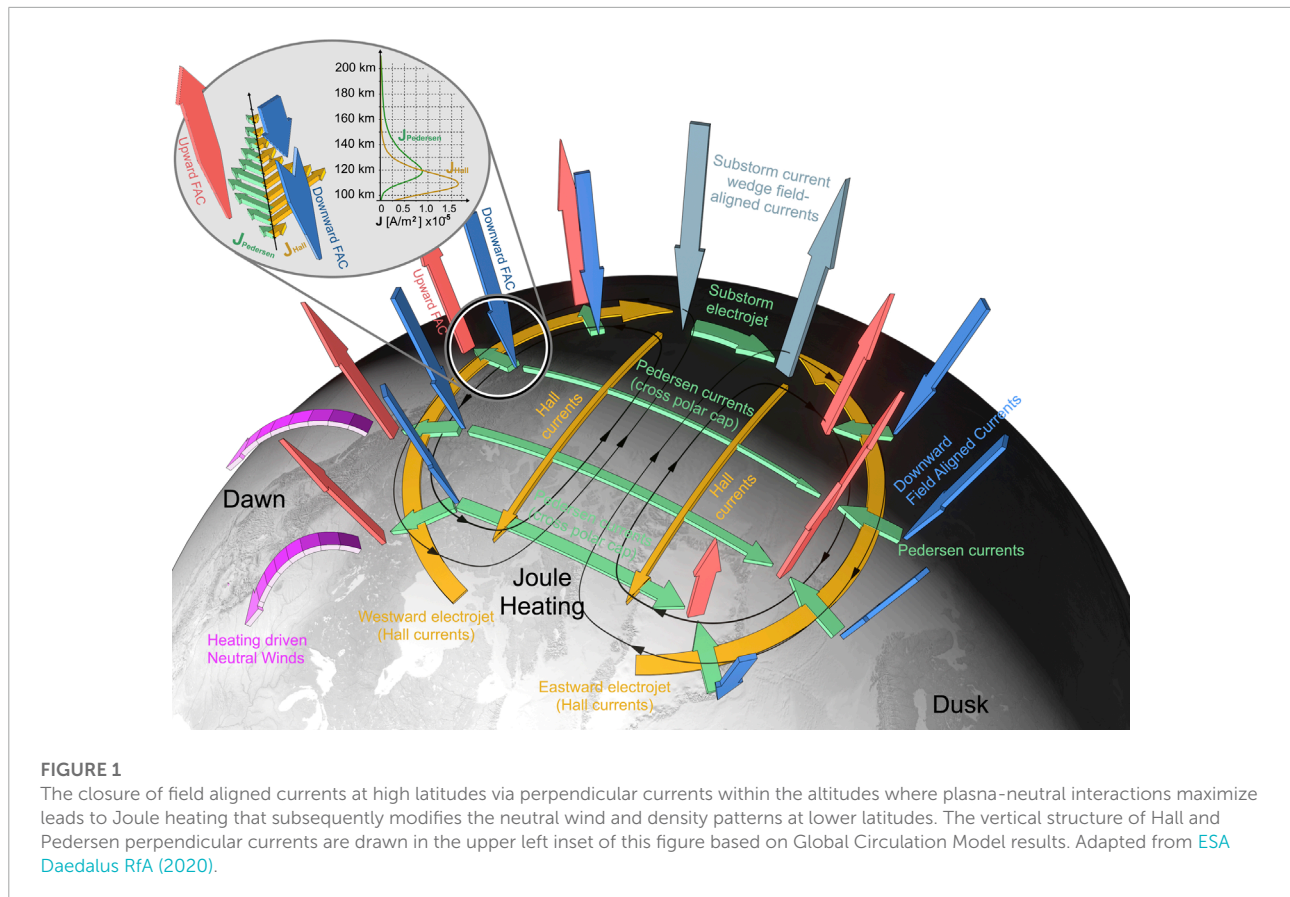 200 km
180 km
160 km
140 km
120 km
100 km
0 0.5 1.0 1.5
J [A/m²] x10⁻⁵
JPedersen
JHall
Upward FAC
Downward FAC
JPedersen
JHall
Upward FAC
Downward FAC
Substorm current
wedge field-
aligned currents
Substorm
electrojet
Pedersen currents
(cross polar cap)
Hall
currents
Hall
currents
Downward
Field Aligned Currents
Pedersen currents
Pedersen currents
(cross polar cap)
Dawn
Joule
Heating
Westward electrojet
(Hall currents)
Heating driven
Neutral Winds
Eastward electrojet
(Hall currents)
Dusk
FIGURE 1
The closure of field aligned currents at high latitudes via perpendicular currents within the altitudes where plasna-neutral interactions maximize
leads to Joule heating that subsequently modifies the neutral wind and density patterns at lower latitudes. The vertical structure of Hall and
Pedersen perpendicular currents are drawn in the upper left inset of this figure based on Global Circulation Model results. Adapted from ESA
Daedalus RfA (2020).